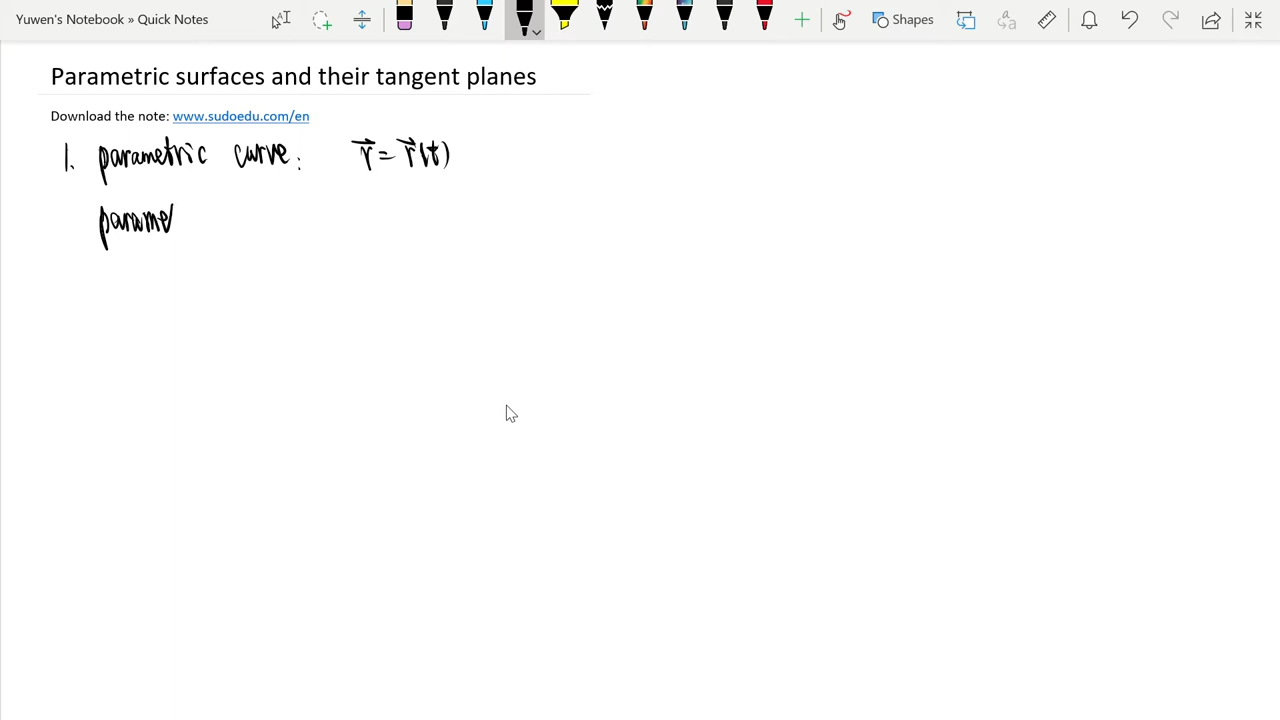 Yuwen's Notebook » Quick Notes
Shapes
Parametric surfaces and their tangent planes
Download the note: www.sudoedu.com/en
1. parametric curve: r⃗ = r⃗(t)
parame